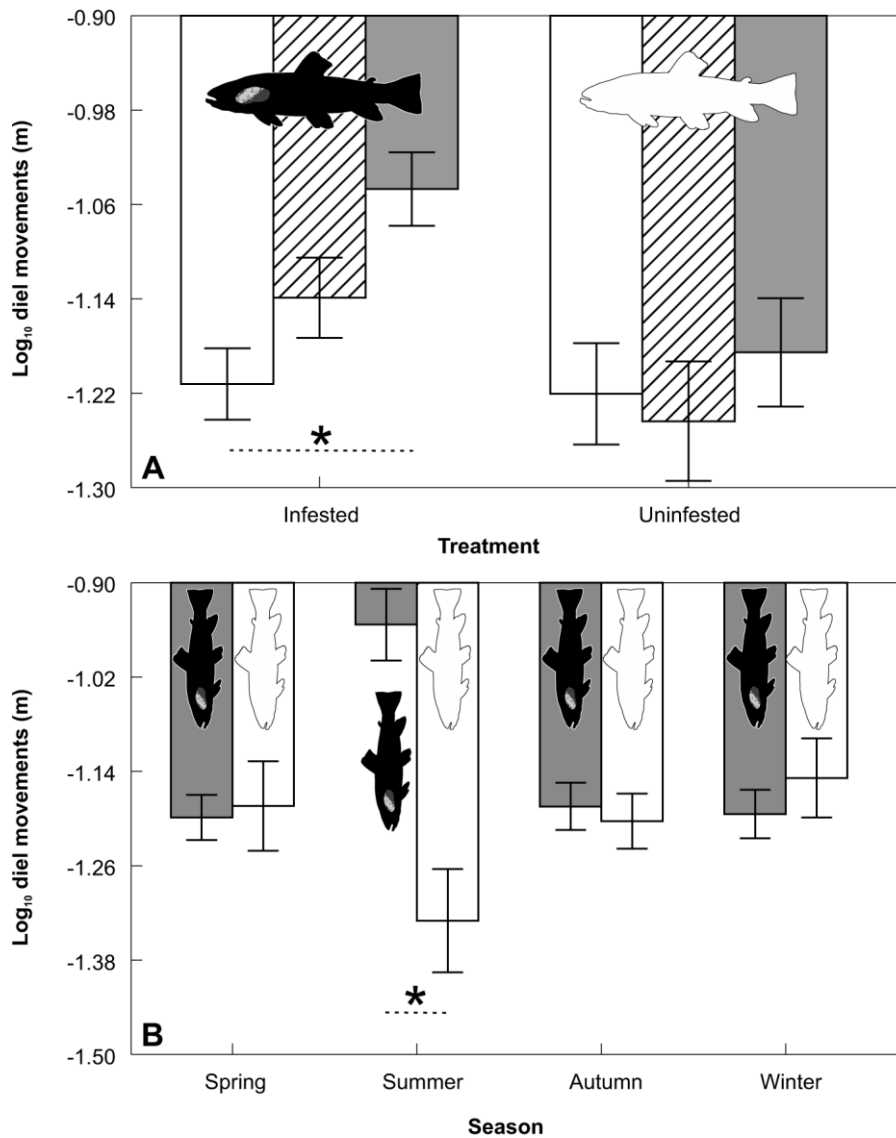 -0.90
-0.98
-1.06
-1.14
-1.22
-1.30
Log₁₀ diel movements (m)
*
A
Infested Uninfested
Treatment
-0.90
-1.02
-1.14
-1.26
-1.38
-1.50
Log₁₀ diel movements (m)
*
B
Spring Summer Autumn Winter
Season